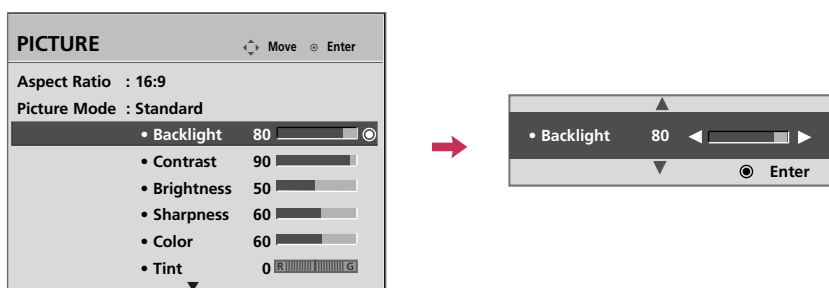 PICTURE Move Enter
Aspect Ratio : 16:9
Picture Mode : Standard
• Backlight 80
• Contrast 90
• Brightness 50
• Sharpness 60
• Color 60
• Tint 0 R G
• Backlight 80
Enter